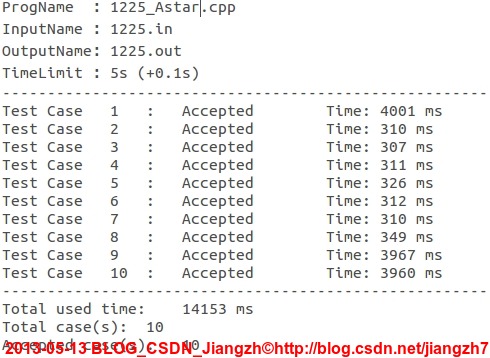 ProgName  : 1225_Astar.cpp
InputName : 1225.in
OutputName: 1225.out
TimeLimit : 5s (+0.1s)
------------------------------------------------------
Test Case   1   :   Accepted        Time: 4001 ms
Test Case   2   :   Accepted        Time: 310 ms
Test Case   3   :   Accepted        Time: 307 ms
Test Case   4   :   Accepted        Time: 311 ms
Test Case   5   :   Accepted        Time: 326 ms
Test Case   6   :   Accepted        Time: 312 ms
Test Case   7   :   Accepted        Time: 310 ms
Test Case   8   :   Accepted        Time: 349 ms
Test Case   9   :   Accepted        Time: 3967 ms
Test Case   10  :   Accepted        Time: 3960 ms
------------------------------------------------------
Total used time:    14153 ms
Total case(s):  10
Accepted case(s):   10
2013-05-13 BLOG_CSDN_Jiangzh©http://blog.csdn.net/jiangzh7